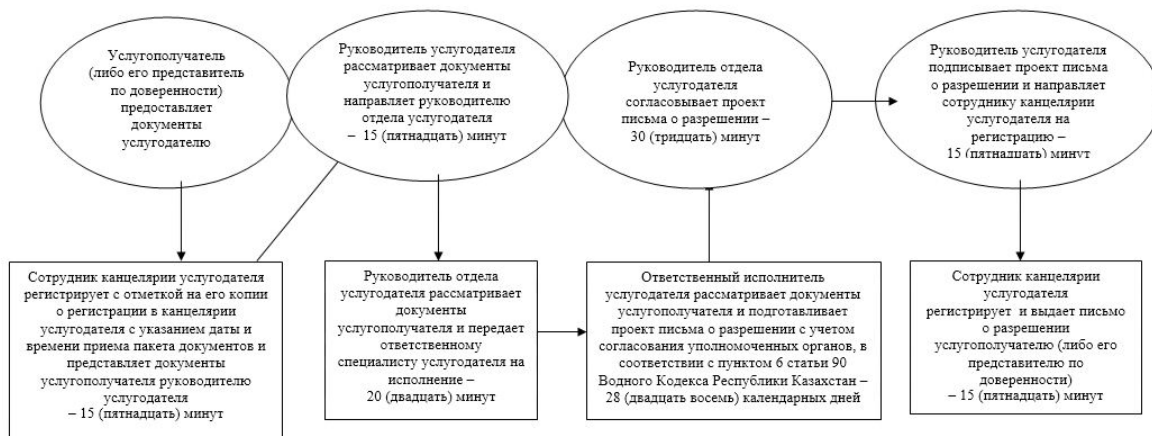 Услугополучатель
(либо его представитель
по доверенности)
предоставляет
документы
услугодателю
Сотрудник канцелярии услугодателя
регистрирует с отметкой на его копии
о регистрации в канцелярии
услугодателя с указанием даты и
времени приема пакета документов и
представляет документы
услугополучателя руководителю
услугодателя
– 15 (пятнадцать) минут
Руководитель услугодателя
рассматривает документы
услугополучателя и
направляет руководителю
отдела услугодателя
– 15 (пятнадцать) минут
Руководитель отдела
услугодателя рассматривает
документы
услугополучателя и передает
ответственному
специалисту услугодателя на
исполнение –
20 (двадцать) минут
Ответственный исполнитель
услугодателя рассматривает документы
услугополучателя и подготавливает
проект письма о разрешении с учетом
согласования уполномоченных органов, в
соответствии с пунктом 6 статьи 90
Водного Кодекса Республики Казахстан –
28 (двадцать восемь) календарных дней
Руководитель отдела
услугодателя
согласовывает проект
письма о разрешении –
30 (тридцать) минут
Руководитель услугодателя
подписывает проект письма
о разрешении и направляет
сотруднику канцелярии
услугодателя на
регистрацию –
15 (пятнадцать) минут
Сотрудник канцелярии
услугодателя
регистрирует и выдает письмо
о разрешении
услугополучателю (либо его
представителю по
доверенности)
– 15 (пятнадцать) минут